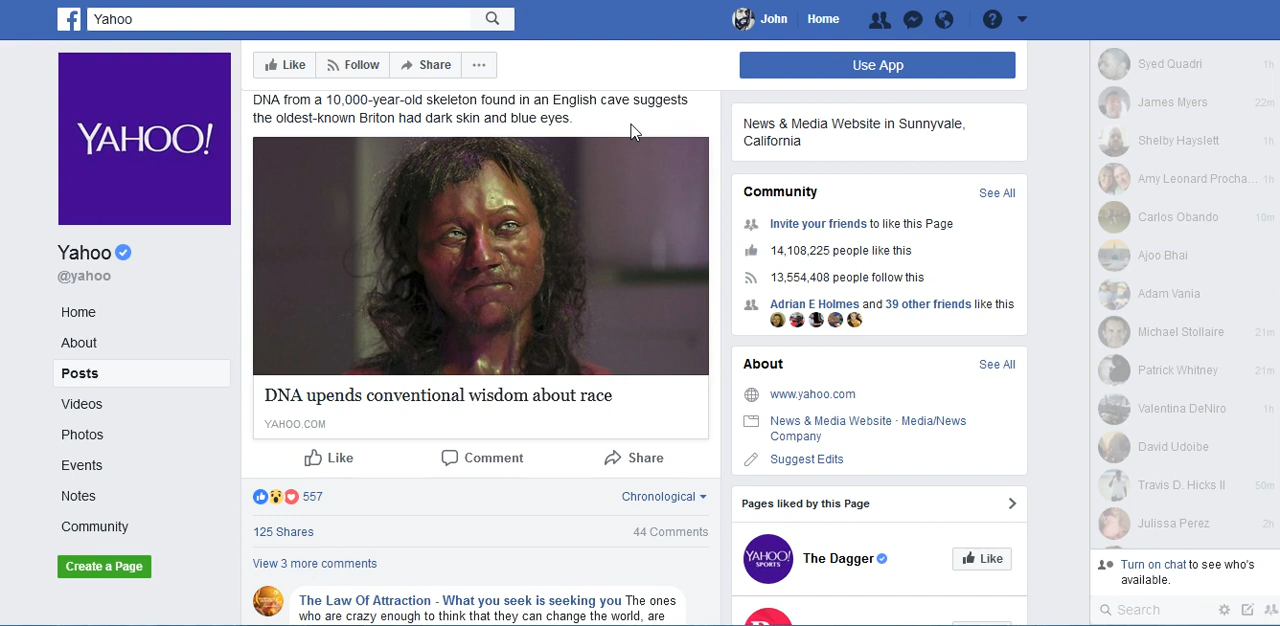 Yahoo
John
Home
Like
Follow
Share
Use App
YAHOO!
DNA from a 10,000-year-old skeleton found in an English cave suggests
the oldest-known Briton had dark skin and blue eyes.
DNA upends conventional wisdom about race
YAHOO.COM
Like
Comment
Share
557
Chronological
125 Shares
44 Comments
View 3 more comments
The Law Of Attraction - What you seek is seeking you The ones
who are crazy enough to think that they can change the world, are
Yahoo
@yahoo
Home
About
Posts
Videos
Photos
Events
Notes
Community
Create a Page
News & Media Website in Sunnyvale,
California
Community
See All
Invite your friends to like this Page
14,108,225 people like this
13,554,408 people follow this
Adrian E Holmes and 39 other friends like this
About
See All
www.yahoo.com
News & Media Website · Media/News
Company
Suggest Edits
Pages liked by this Page
YAHOO!
SPORTS
The Dagger
Like
Syed Quadri 1h
James Myers 22m
Shelby Hayslett 1h
Amy Leonard Procha... 1h
Carlos Obando 10m
Ajoo Bhai
Adam Vania
Michael Stollaire 21m
Patrick Whitney 21m
Valentina DeNiro 1h
David Udoibe
Travis D. Hicks II 50m
Julissa Perez 2h
Turn on chat to see who's
available.
Search